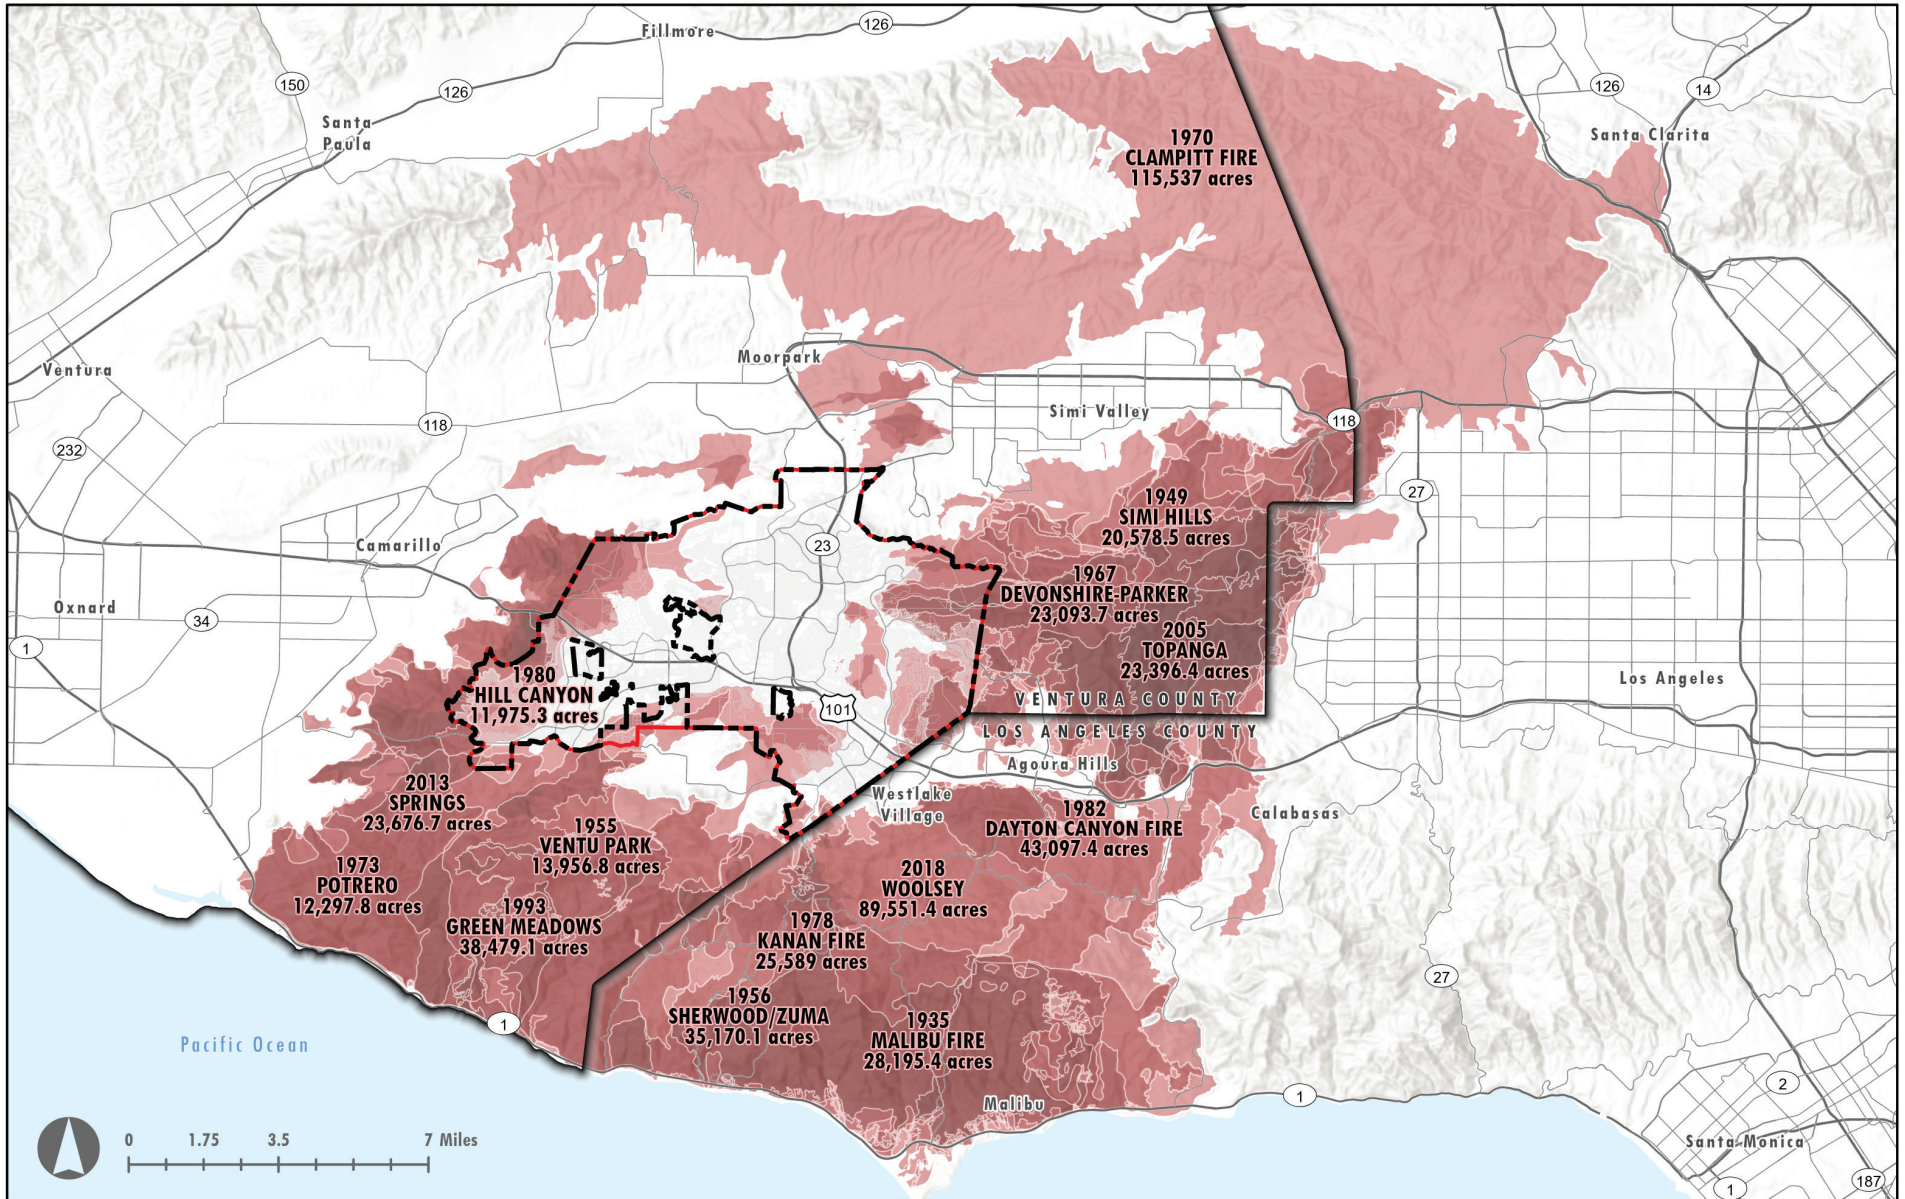 Fillmore
126
150
126
126
14
Santa
Paula
Santa Clarita
1970
CLAMPITT FIRE
115,537 acres
Moorpark
Ventura
Simi Valley
118
118
232
27
1949
SIMI HILLS
20,578.5 acres
Camarillo
23
1967
DEVONSHIRE-PARKER
23,093.7 acres
Oxnard
34
1
2005
TOPANGA
23,396.4 acres
1980
HILL CANYON
11,975.3 acres
Los Angeles
VENTURA COUNTY
101
LOS ANGELES COUNTY
Agoura Hills
2013
SPRINGS
23,676.7 acres
Westlake
Village
1982
DAYTON CANYON FIRE
43,097.4 acres
Calabasas
1955
VENTU PARK
13,956.8 acres
1973
POTRERO
12,297.8 acres
2018
WOOLSEY
89,551.4 acres
1993
GREEN MEADOWS
38,479.1 acres
1978
KANAN FIRE
25,589 acres
27
1956
SHERWOOD/ZUMA
35,170.1 acres
1935
MALIBU FIRE
28,195.4 acres
1
Pacific Ocean
Malibu
1
2
0 1.75 3.5 7 Miles
Santa Monica
187
1